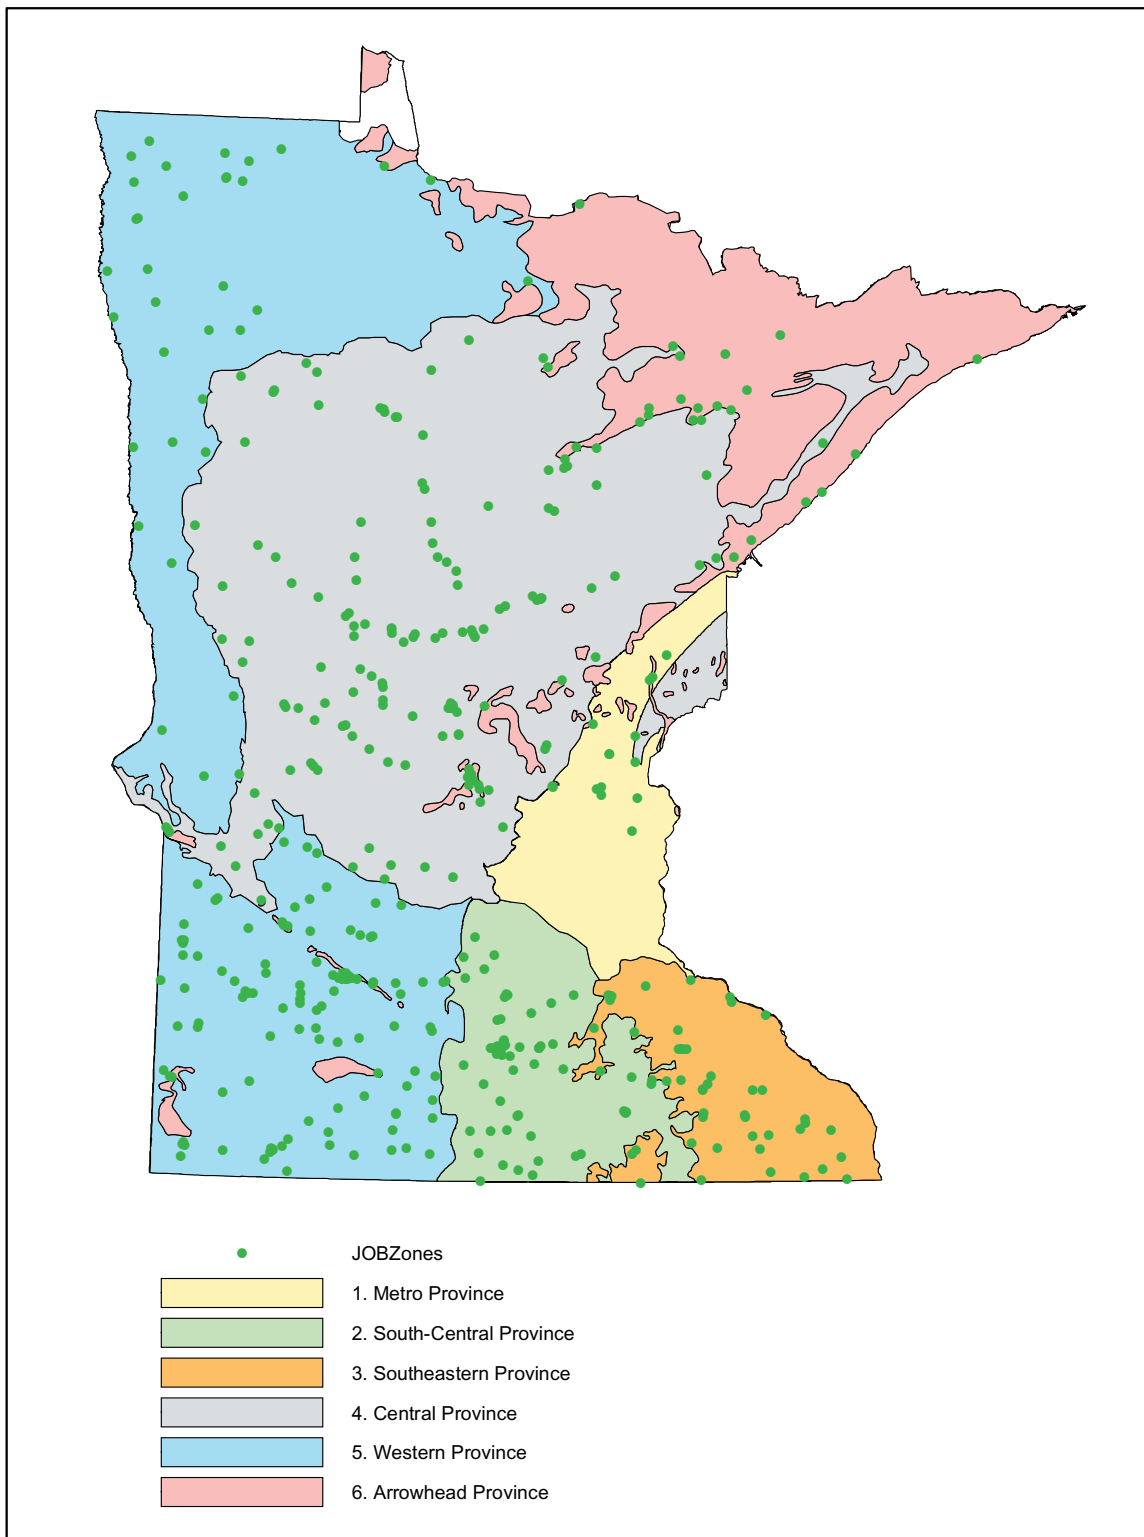 JOBZones
1. Metro Province
2. South-Central Province
3. Southeastern Province
4. Central Province
5. Western Province
6. Arrowhead Province